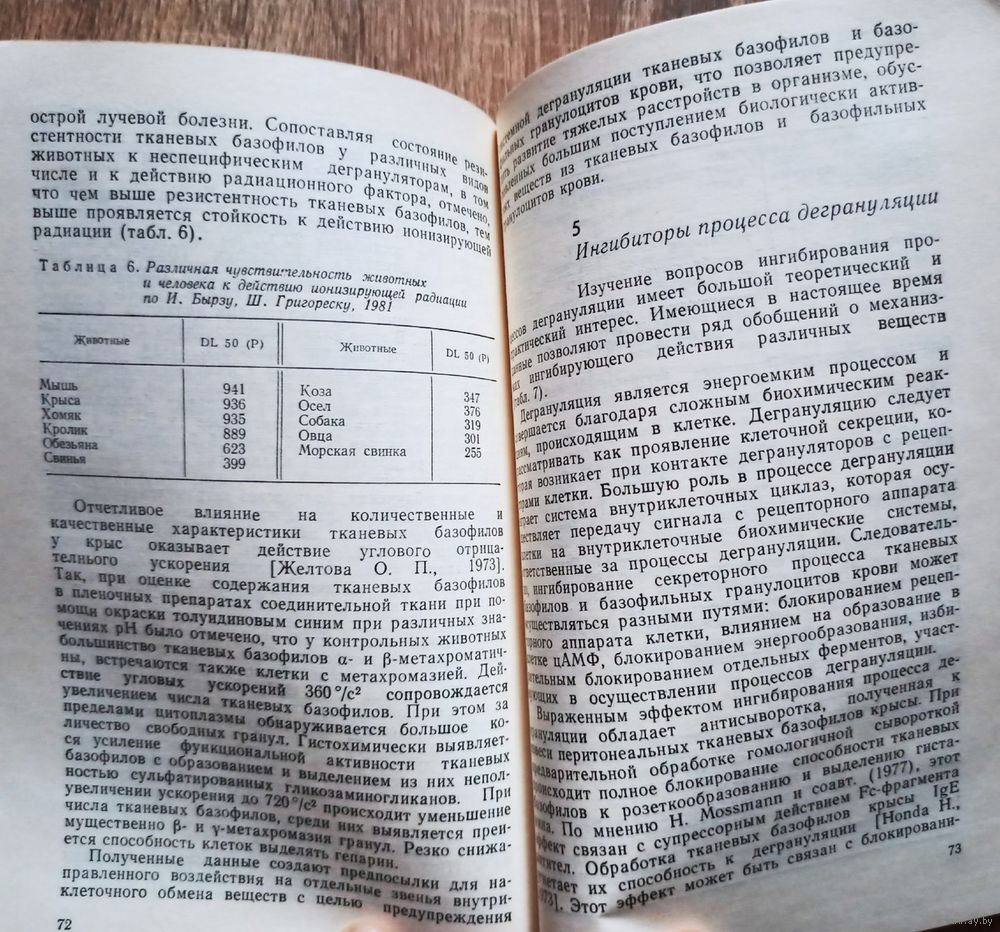 острой лучевой болезни. Сопоставляя состояние рези-
стентности тканевых базофилов у различных видов
животных к неспецифическим дегрануляторам, в том
числе и к действию радиационного фактора, отмечено,
что чем выше резистентность тканевых базофилов, тем
выше проявляется стойкость к действию ионизирующей
радиации (табл. 6).
Таблица 6. Различная чувствительность животных
и человека к действию ионизирующей радиации
по И. Бырзу, Ш. Григореску, 1981
Животные DL 50 (Р) Животные DL 50 (Р)
Мышь 941 Коза 347
Крыса 936 Осел 376
Хомяк 935 Собака 319
Кролик 889 Овца 301
Обезьяна 623 Морская свинка 255
Свинья 399
Отчетливое влияние на количественные и
качественные характеристики тканевых базофилов
у крыс оказывает действие углового отрица-
тельного ускорения [Желтова О. П., 1973].
Так, при оценке содержания тканевых базофилов
в пленочных препаратах соединительной ткани при по-
мощи окраски толуидиновым синим при различных зна-
чениях pH было отмечено, что у контрольных животных
большинство тканевых базофилов α- и β-метахроматич-
ны, встречаются также клетки с метахромазией. Дей-
ствие угловых ускорений 360°/с² сопровождается
увеличением числа тканевых базофилов. При этом за
пределами цитоплазмы обнаруживается большое ко-
личество свободных гранул. Гистохимически выявляет-
ся усиление функциональной активности тканевых
базофилов с образованием и выделением из них непол-
ностью сульфатированных гликозаминогликанов. При
увеличении ускорения до 720°/с² происходит уменьшение
числа тканевых базофилов, среди них выявляется преи-
мущественно β- и γ-метахромазия гранул. Резко снижа-
ется способность клеток выделять гепарин.
Полученные данные создают предпосылки для на-
правленного воздействия на отдельные звенья внутри-
клеточного обмена веществ с целью предупреждения
72
стемной дегрануляции тканевых базофилов и базо-
гранулоцитов крови, что позволяет предупре-
развитие тяжелых расстройств в организме, обус-
большим поступлением биологически актив-
веществ из тканевых базофилов и базофильных
гранулоцитов крови.
5
Ингибиторы процесса дегрануляции
Изучение вопросов ингибирования про-
дегрануляции имеет большой теоретический и
интерес. Имеющиеся в настоящее время
позволяют провести ряд обобщений о механиз-
ингибирующего действия различных веществ
табл. 7).
Дегрануляция является энергоемким процессом и
благодаря сложным биохимическим реак-
происходящим в клетке. Дегрануляцию следует
рассматривать как проявление клеточной секреции, ко-
возникает при контакте дегрануляторов с рецеп-
клетки. Большую роль в процессе дегрануляции
система внутриклеточных циклаз, которая осу-
передачу сигнала с рецепторного аппарата
на внутриклеточные биохимические системы,
ответственные за процессы дегрануляции. Следователь-
ингибирование секреторного процесса тканевых
базофилов и базофильных гранулоцитов крови может
осуществляться разными путями: блокированием рецеп-
аппарата клетки, влиянием на образование в
цАМФ, блокированием энергообразования, изби-
блокированием отдельных ферментов, участ-
в осуществлении процессов дегрануляции.
Выраженным эффектом ингибирования процесса де-
грануляции обладает антисыворотка, полученная к
перитонеальных тканевых базофилов крысы. При
предварительной обработке гомологичной сывороткой
происходит полное блокирование способности тканевых
базофилов к розеткообразованию и выделению гиста-
По мнению H. Mossmann и соавт. (1977), этот
эффект связан с супрессорным действием Fc-фрагмента
Обработка тканевых базофилов крысы IgE
их способность к дегрануляции [Honda H.,
Этот эффект может быть связан с блокировани-
73